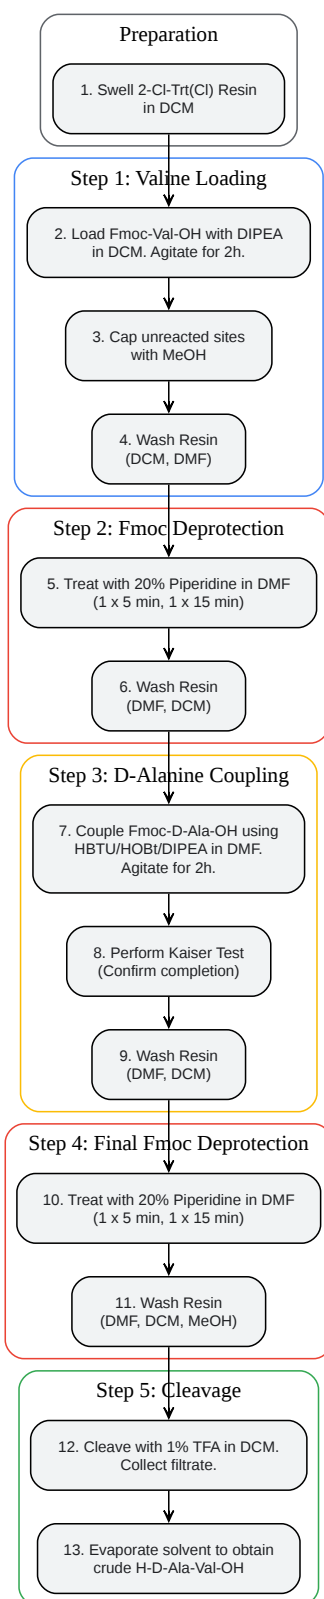 Preparation
1. Swell 2-Cl-Trt(Cl) Resin
in DCM
Step 1: Valine Loading
2. Load Fmoc-Val-OH with DIPEA
in DCM. Agitate for 2h.
3. Cap unreacted sites
with MeOH
4. Wash Resin
(DCM, DMF)
Step 2: Fmoc Deprotection
5. Treat with 20% Piperidine in DMF
(1 x 5 min, 1 x 15 min)
6. Wash Resin
(DMF, DCM)
Step 3: D-Alanine Coupling
7. Couple Fmoc-D-Ala-OH using
HBTU/HOBt/DIPEA in DMF.
Agitate for 2h.
8. Perform Kaiser Test
(Confirm completion)
9. Wash Resin
(DMF, DCM)
Step 4: Final Fmoc Deprotection
10. Treat with 20% Piperidine in DMF
(1 x 5 min, 1 x 15 min)
11. Wash Resin
(DMF, DCM, MeOH)
Step 5: Cleavage
12. Cleave with 1% TFA in DCM.
Collect filtrate.
13. Evaporate solvent to obtain
crude H-D-Ala-Val-OH